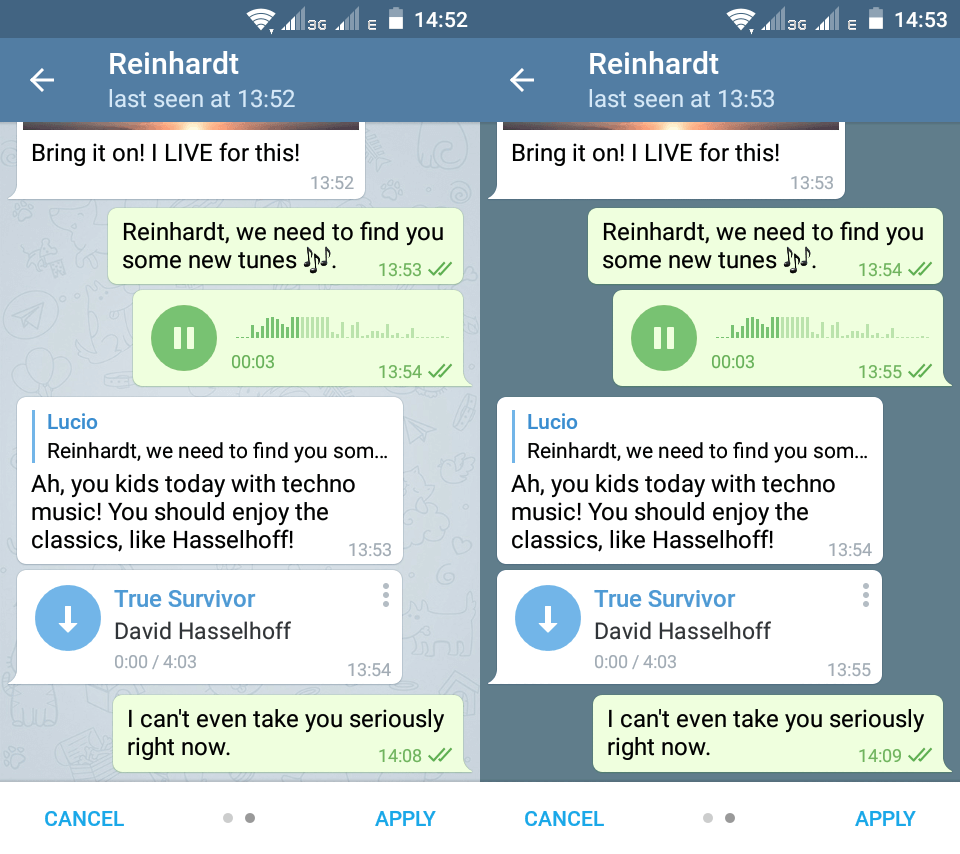 3G E 14:52
Reinhardt
last seen at 13:52
Bring it on! I LIVE for this!
13:52
Reinhardt, we need to find you
some new tunes 🎶.
13:53
00:03
13:54
Lucio
Reinhardt, we need to find you som...
Ah, you kids today with techno
music! You should enjoy the
classics, like Hasselhoff!
13:53
True Survivor
David Hasselhoff
0:00 / 4:03
13:54
I can't even take you seriously
right now.
14:08
CANCEL
APPLY
3G E 14:53
Reinhardt
last seen at 13:53
Bring it on! I LIVE for this!
13:53
Reinhardt, we need to find you
some new tunes 🎶.
13:54
00:03
13:55
Lucio
Reinhardt, we need to find you som...
Ah, you kids today with techno
music! You should enjoy the
classics, like Hasselhoff!
13:54
True Survivor
David Hasselhoff
0:00 / 4:03
13:55
I can't even take you seriously
right now.
14:09
CANCEL
APPLY